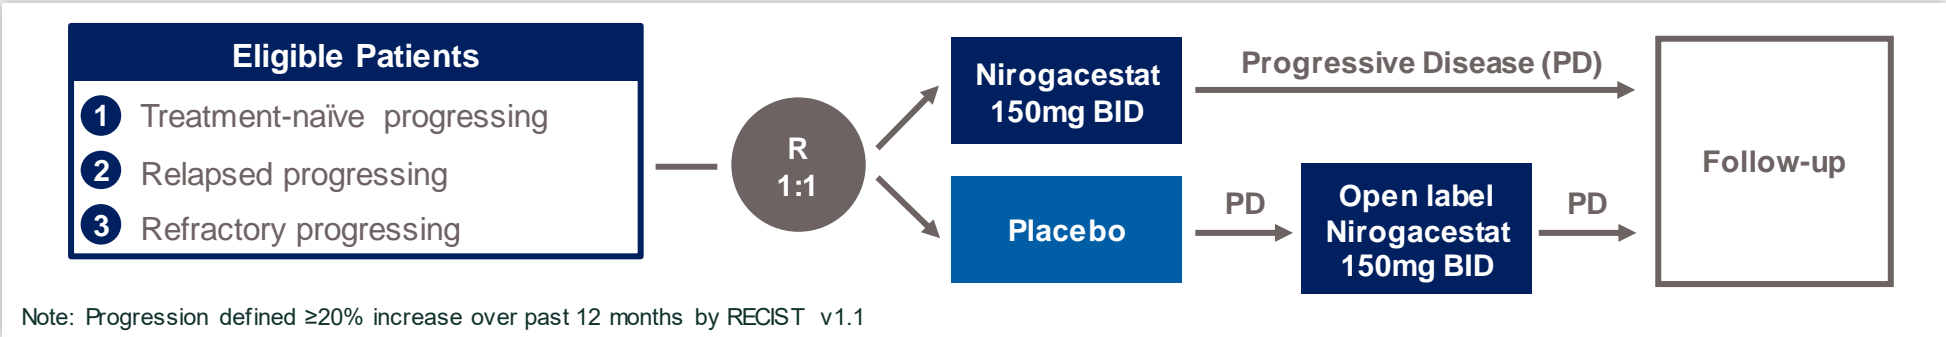 Eligible Patients
1 Treatment-naïve progressing
2 Relapsed progressing
3 Refractory progressing
R
1:1
Nirogacestat
150mg BID
Progressive Disease (PD)
Placebo
PD
Open label
Nirogacestat
150mg BID
PD
Follow-up
Note: Progression defined ≥20% increase over past 12 months by RECIST v1.1